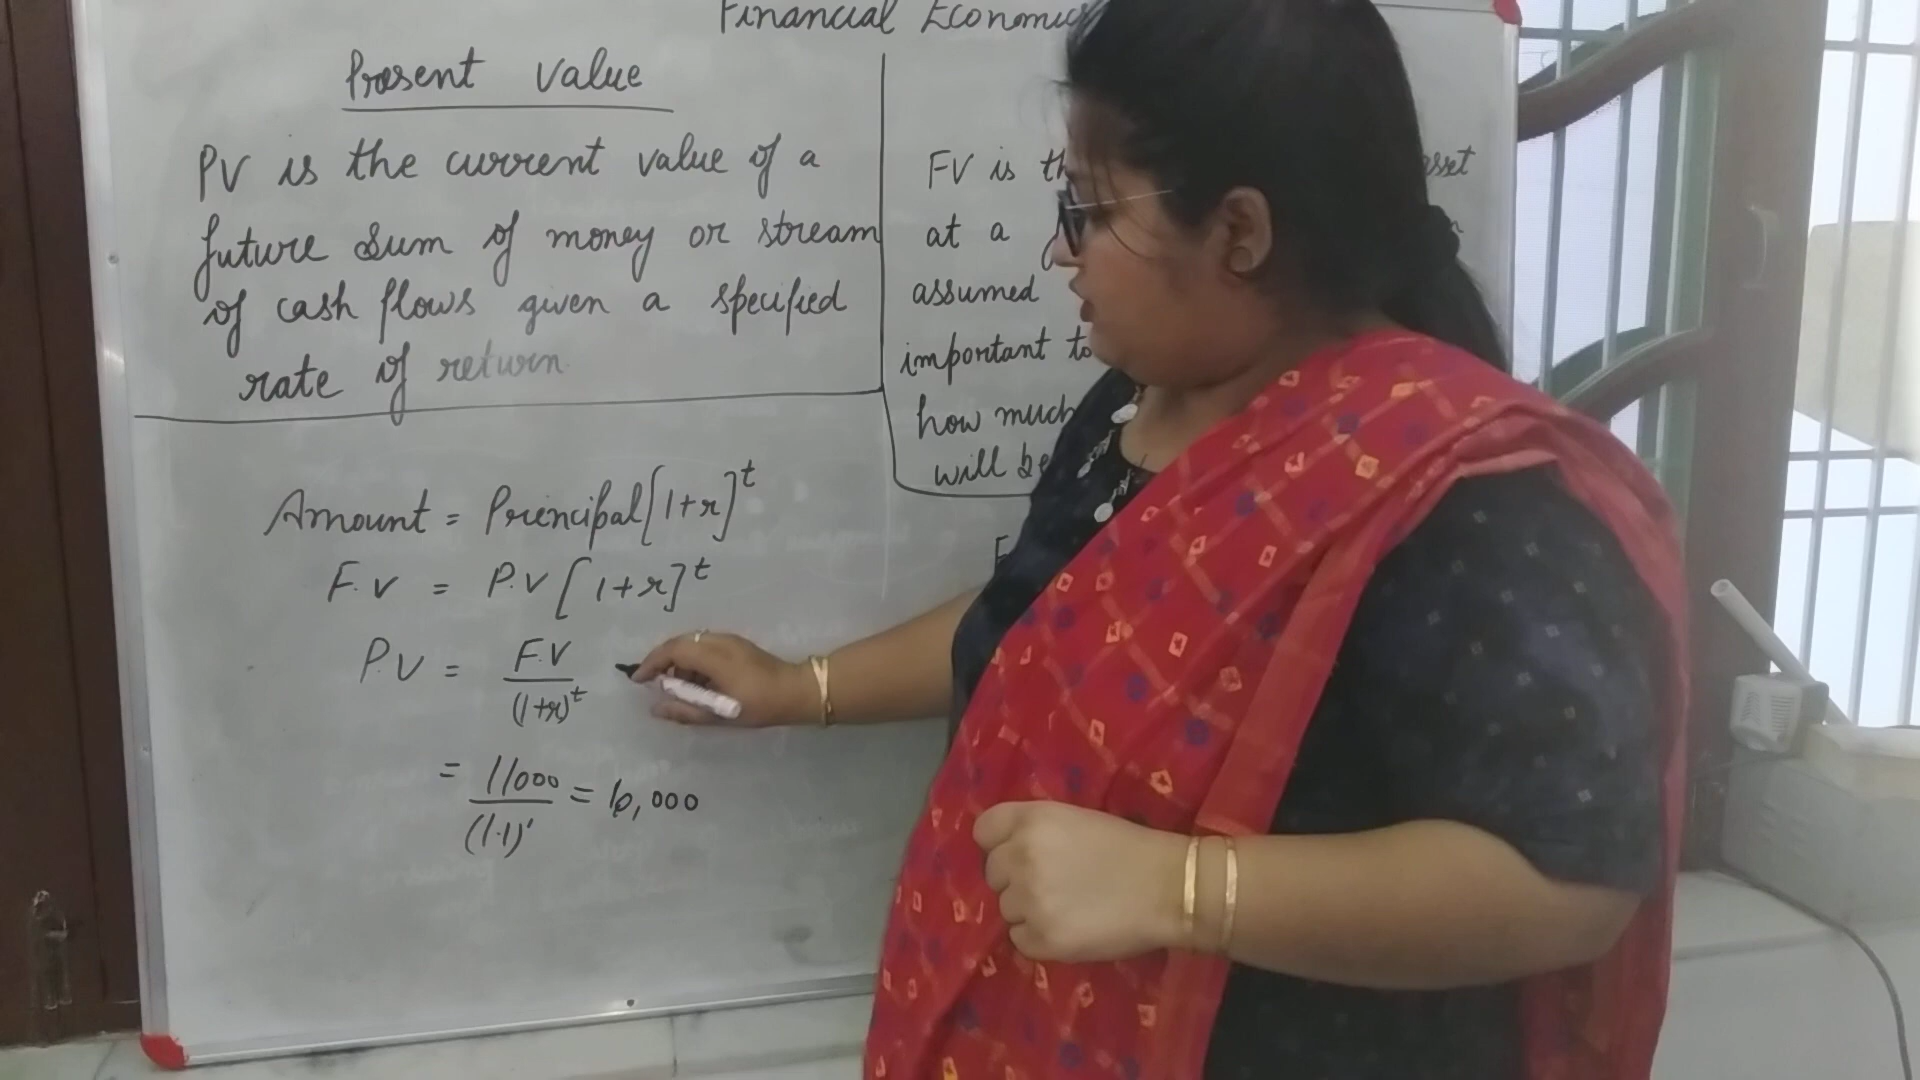 Financial Economics
Present Value
PV is the current value of a
future Sum of money or stream
of cash flows given a specified
rate of return.
Amount = Principal [1+r]^t
F.V = P.V [1+r]^t
P.V = F.V / (1+r)^t
= 11000 / (1.1)^1 = 10,000
FV is asset
at a
assumed
important to
how much
will be